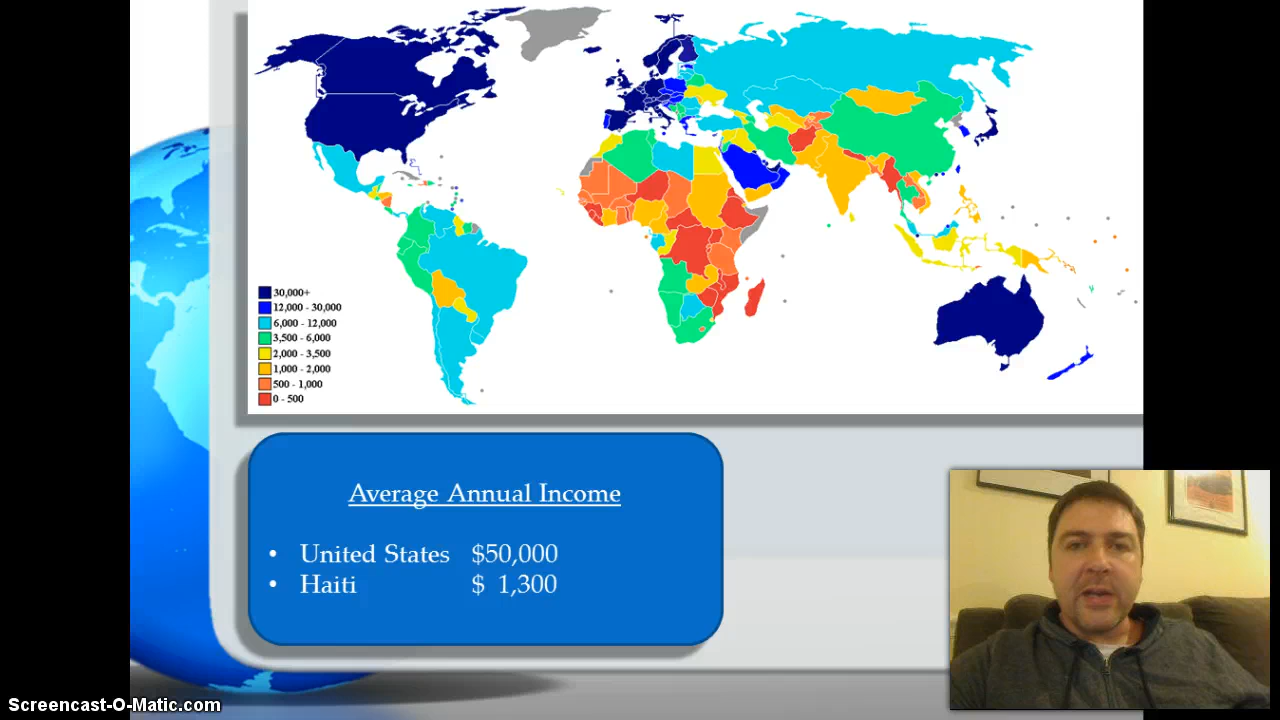 30,000+
12,000 - 30,000
6,000 - 12,000
3,500 - 6,000
2,000 - 3,500
1,000 - 2,000
500 - 1,000
0 - 500
Average Annual Income
• United States $50,000
• Haiti $ 1,300
Screencast-O-Matic.com